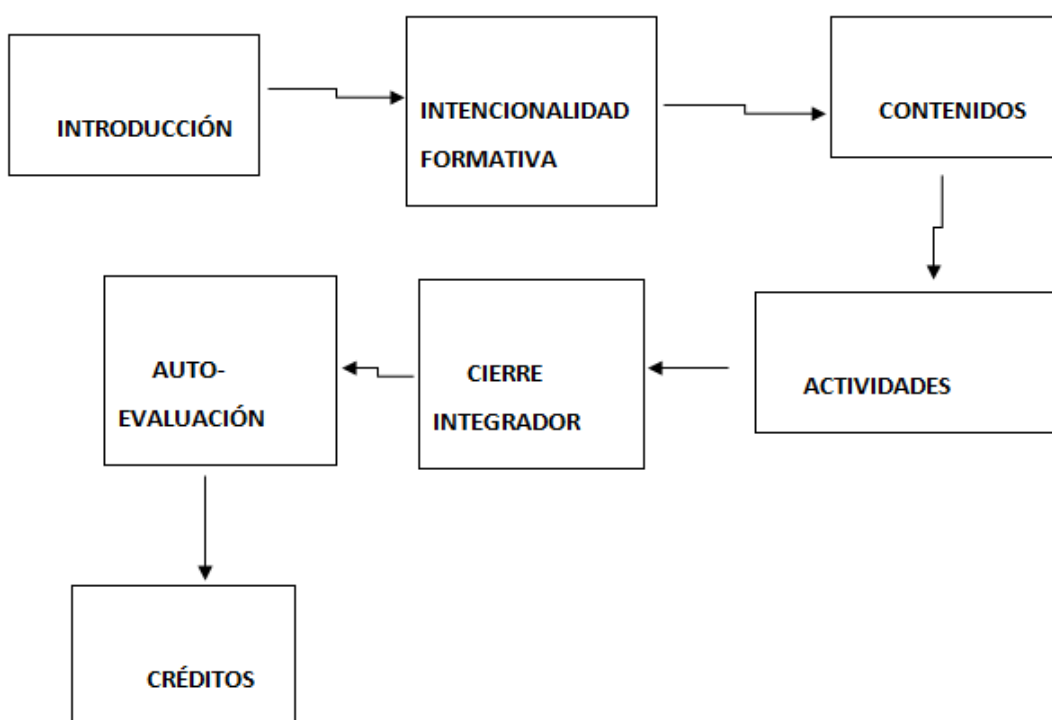 INTRODUCCIÓN
INTENCIONALIDAD
FORMATIVA
CONTENIDOS
ACTIVIDADES
CIERRE
INTEGRADOR
AUTO-
EVALUACIÓN
CRÉDITOS